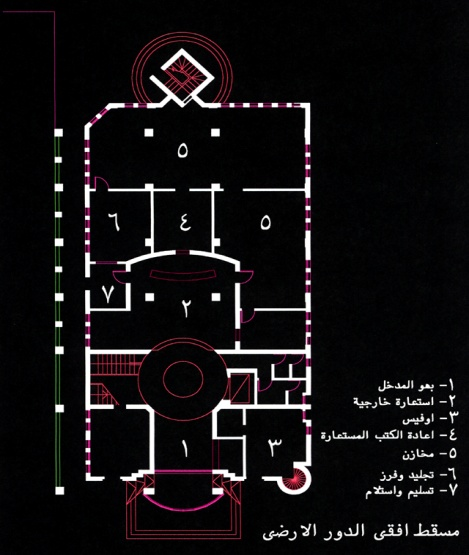 ٥
٦
٤
٥
٧
٢
١
٣
١- بهو المدخل
٢- استعارة خارجية
٣- اوفيس
٤- اعادة الكتب المستعارة
٥- مخازن
٦- تجليد وفرز
٧- تسليم واستلام
مسقط افقى الدور الارضى